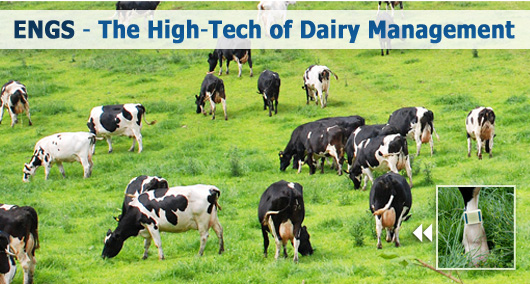 ENGS - The High-Tech of Dairy Management